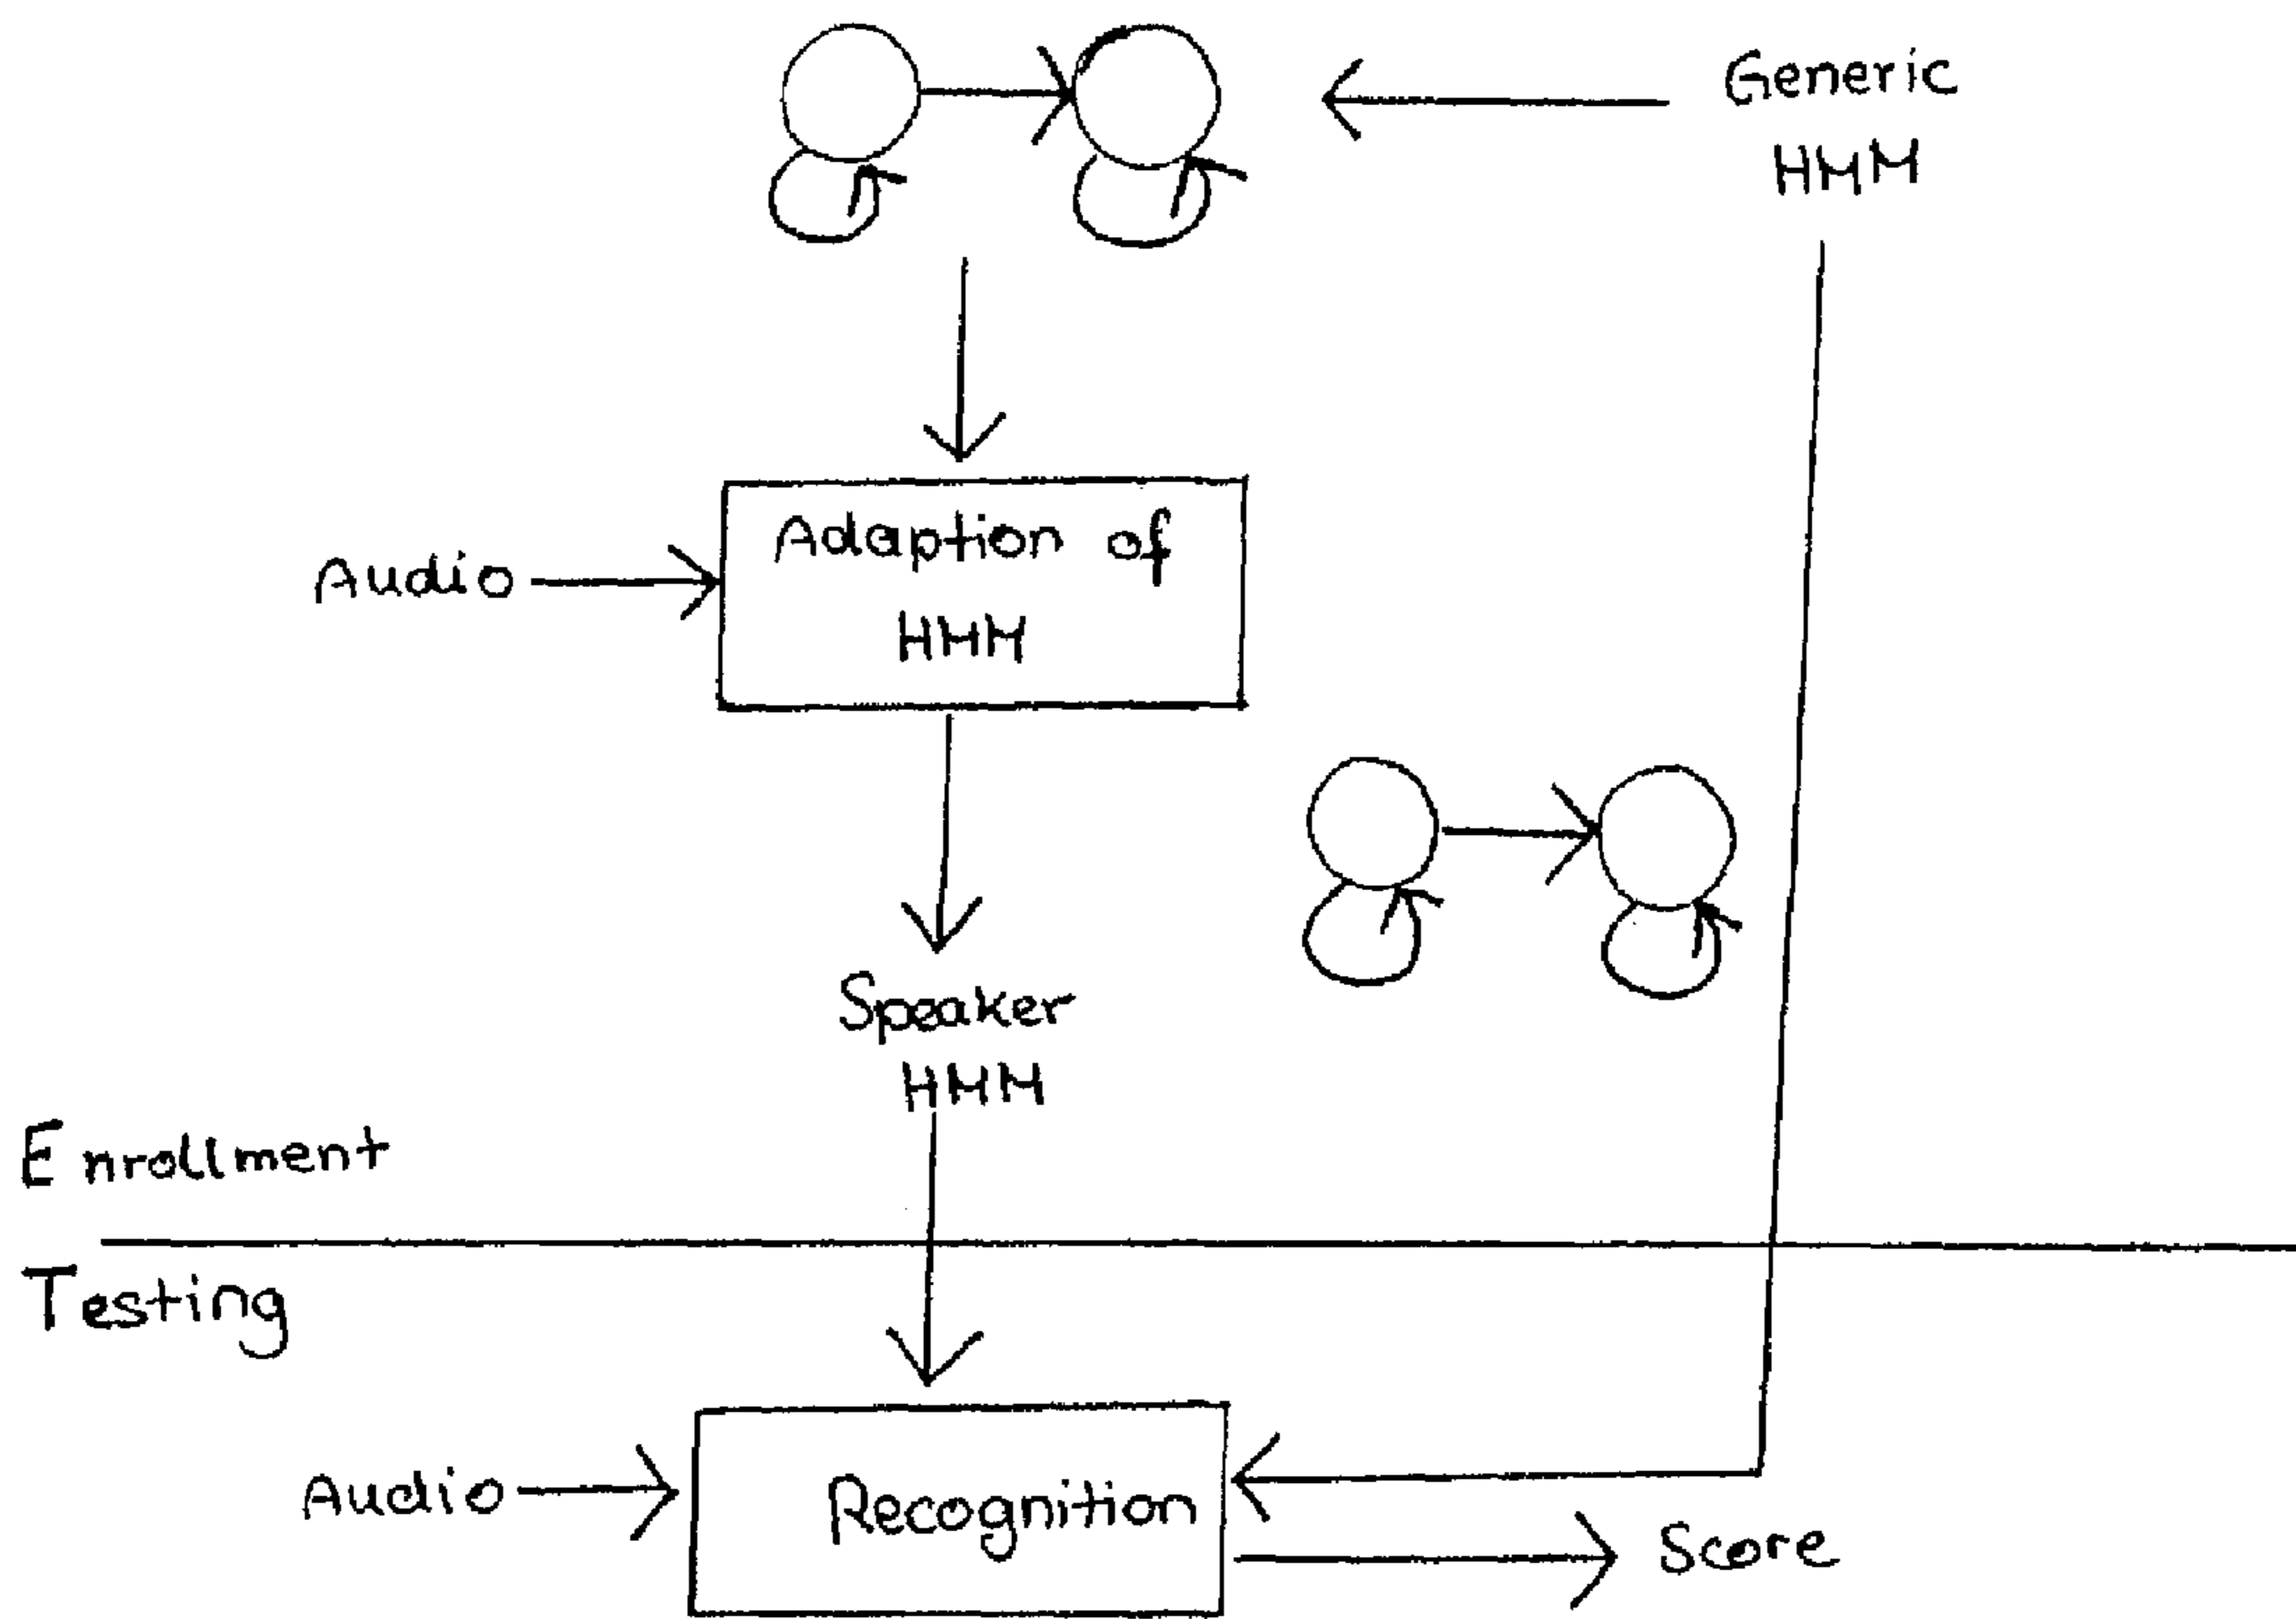 Generic
HMM
Audio
Adaption of
HMM
Speaker
HMM
Enrollment
Testing
Audio
Recognition
Score